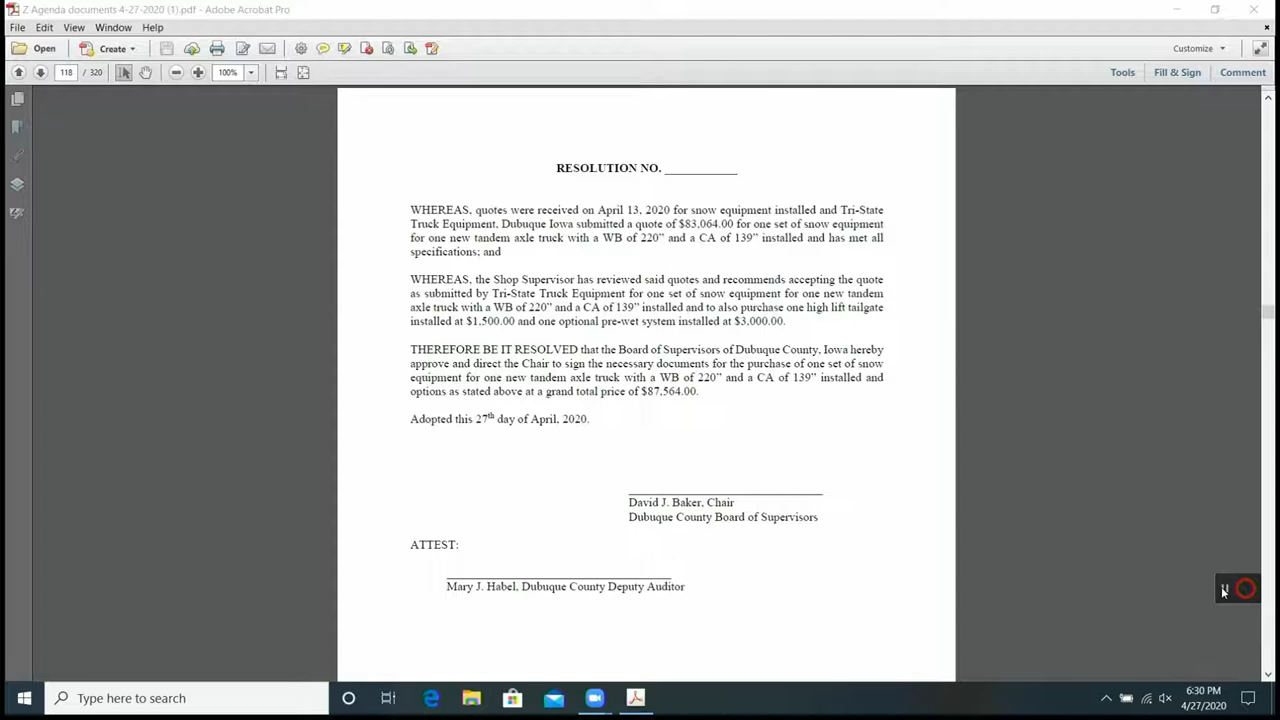 Z Agenda documents 4-27-2020 (1).pdf - Adobe Acrobat Pro
File Edit View Window Help
Open Create Customize
118 / 320 100% Tools Fill & Sign Comment
RESOLUTION NO. ____________
WHEREAS, quotes were received on April 13, 2020 for snow equipment installed and Tri-State
Truck Equipment, Dubuque Iowa submitted a quote of $83,064.00 for one set of snow equipment
for one new tandem axle truck with a WB of 220” and a CA of 139” installed and has met all
specifications; and
WHEREAS, the Shop Supervisor has reviewed said quotes and recommends accepting the quote
as submitted by Tri-State Truck Equipment for one set of snow equipment for one new tandem
axle truck with a WB of 220” and a CA of 139” installed and to also purchase one high lift tailgate
installed at $1,500.00 and one optional pre-wet system installed at $3,000.00.
THEREFORE BE IT RESOLVED that the Board of Supervisors of Dubuque County, Iowa hereby
approve and direct the Chair to sign the necessary documents for the purchase of one set of snow
equipment for one new tandem axle truck with a WB of 220” and a CA of 139” installed and
options as stated above at a grand total price of $87,564.00.
Adopted this 27th day of April, 2020.
David J. Baker, Chair
Dubuque County Board of Supervisors
ATTEST:
Mary J. Habel, Dubuque County Deputy Auditor
Type here to search
6:30 PM
4/27/2020